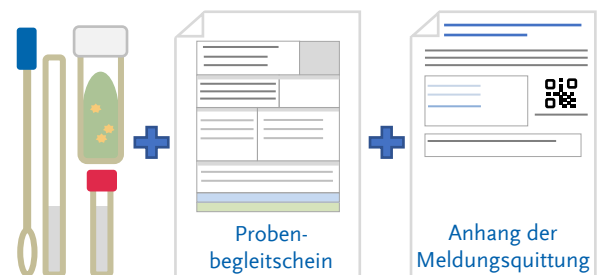 Proben-
begleitschein
Anhang der
Meldungsquittung